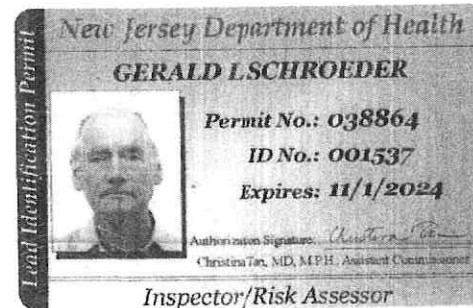 Lead Identification Permit
New Jersey Department of Health
GERALD L SCHROEDER
Permit No.: 038864
ID No.: 001537
Expires: 11/1/2024
Authorization Signature:
Christina Tan, MD, M.P.H. Assistant Commissioner
Inspector/Risk Assessor